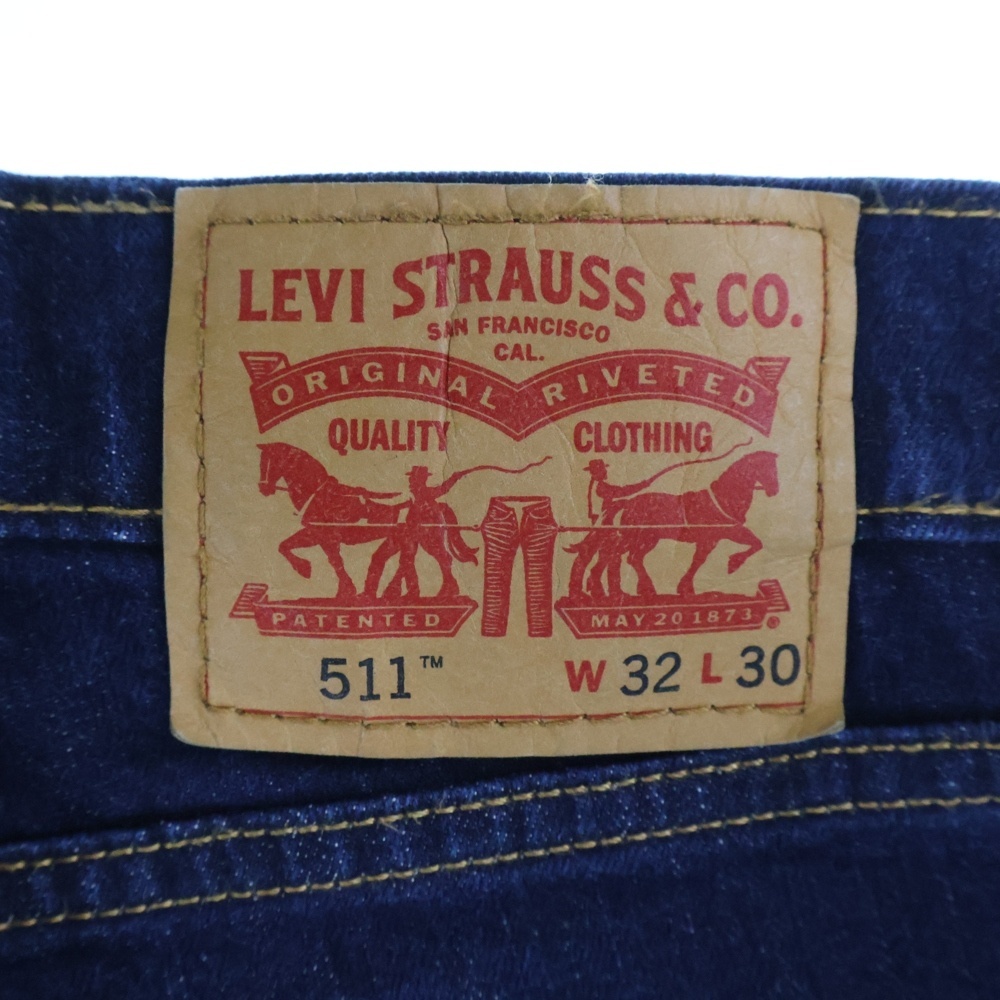 LEVI STRAUSS & CO.
SAN FRANCISCO
CAL.
ORIGINAL RIVETED
QUALITY CLOTHING
PATENTED MAY 20 1873 ®
511™ W 32 L 30